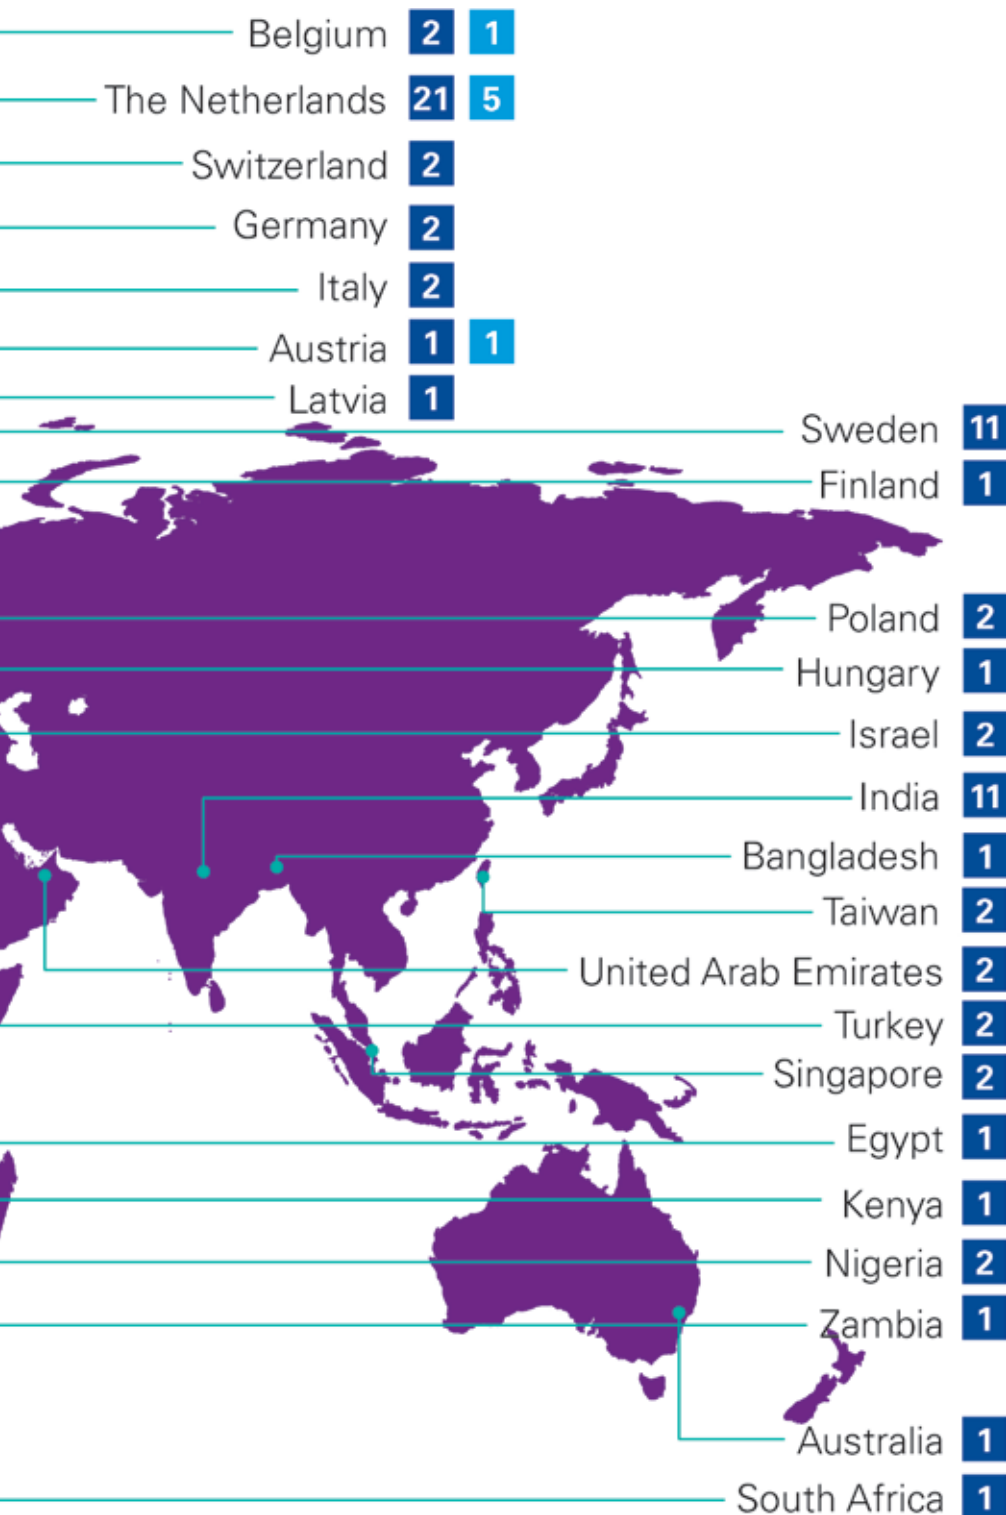 Belgium 2 1
The Netherlands 21 5
Switzerland 2
Germany 2
Italy 2
Austria 1 1
Latvia 1
Sweden 11
Finland 1
Poland 2
Hungary 1
Israel 2
India 11
Bangladesh 1
Taiwan 2
United Arab Emirates 2
Turkey 2
Singapore 2
Egypt 1
Kenya 1
Nigeria 2
Zambia 1
Australia 1
South Africa 1